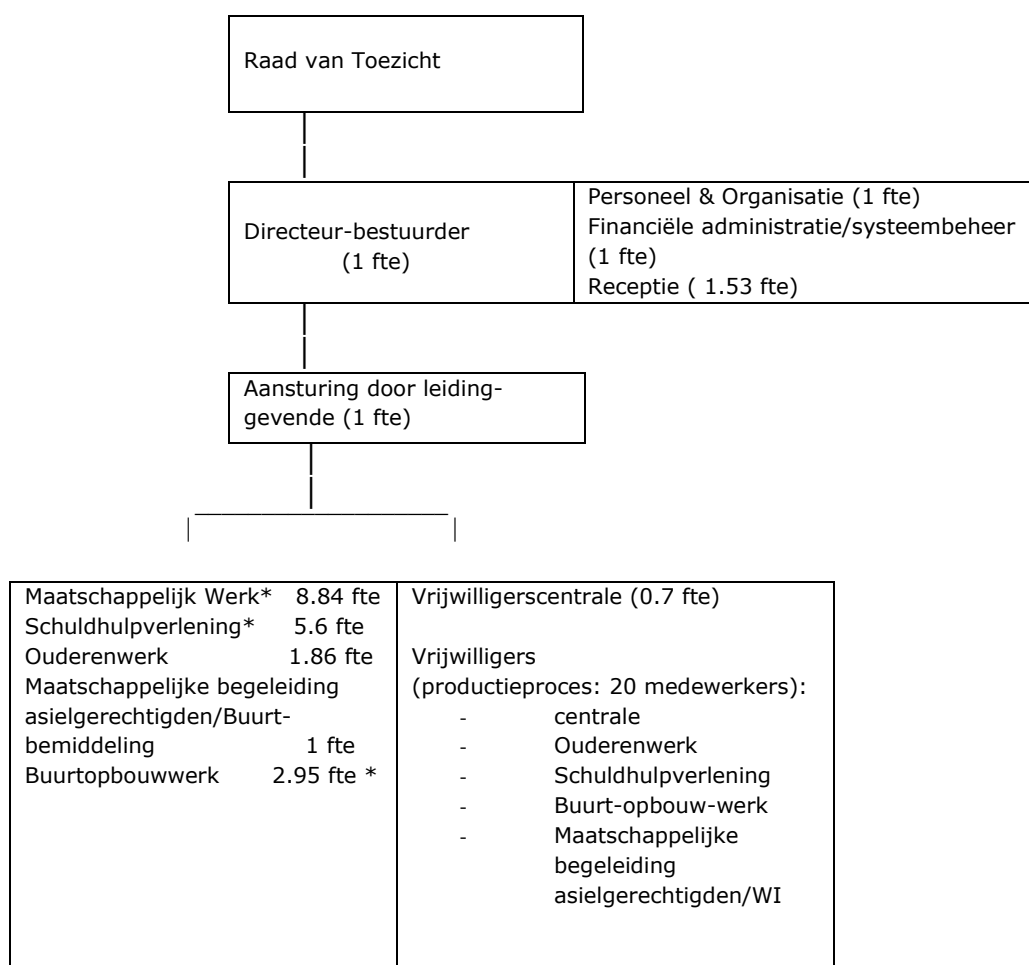 Raad van Toezicht
Directeur-bestuurder
(1 fte)
Personeel & Organisatie (1 fte)
Financiële administratie/systeembeheer
(1 fte)
Receptie ( 1.53 fte)
Aansturing door leiding-
gevende (1 fte)
Maatschappelijk Werk* 8.84 fte
Schuldhulpverlening* 5.6 fte
Ouderenwerk 1.86 fte
Maatschappelijke begeleiding
asielgerechtigden/Buurt-
bemiddeling 1 fte
Buurtopbouwwerk 2.95 fte *
Vrijwilligerscentrale (0.7 fte)
Vrijwilligers
(productieproces: 20 medewerkers):
- centrale
- Ouderenwerk
- Schuldhulpverlening
- Buurt-opbouw-werk
- Maatschappelijke
begeleiding
asielgerechtigden/WI